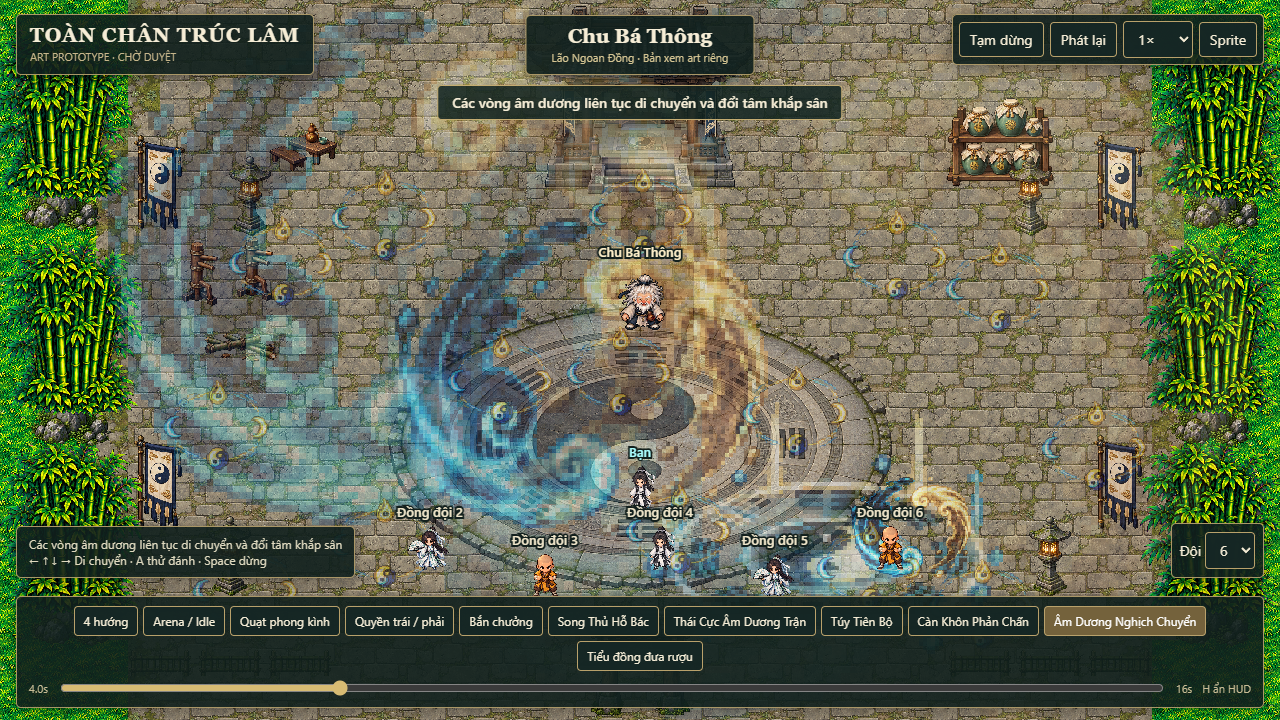 TOÀN CHÂN TRÚC LÂM
ART PROTOTYPE · CHỜ DUYỆT
Chu Bá Thông
Lão Ngoan Đồng · Bản xem art riêng
Tạm dừng
Phát lại
1×
Sprite
Các vòng âm dương liên tục di chuyển và đổi tâm khắp sân
Chu Bá Thông
Bạn
Đồng đội 2
Đồng đội 4
Đồng đội 6
Đồng đội 3
Đồng đội 5
Các vòng âm dương liên tục di chuyển và đổi tâm khắp sân
← ↑ ↓ → Di chuyển · A thử đánh · Space dừng
Đội 6
4 hướng
Arena / Idle
Quạt phong kình
Quyền trái / phải
Bắn chưởng
Song Thủ Hỗ Bác
Thái Cực Âm Dương Trận
Túy Tiên Bộ
Càn Khôn Phản Chấn
Âm Dương Nghịch Chuyển
Tiểu đồng đưa rượu
4.0s
16s
H ẩn HUD